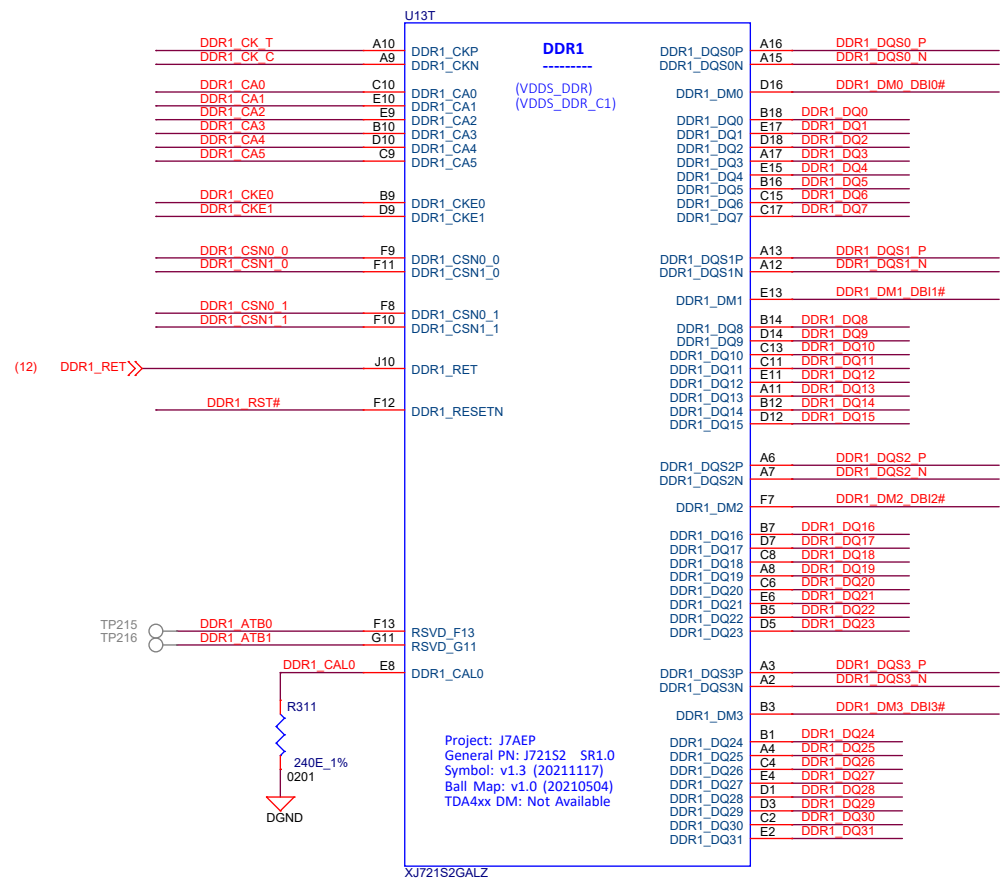 U13T
DDR1
---------
(VDDS_DDR)
(VDDS_DDR_C1)
DDR1_CK_T A10 DDR1_CKP
DDR1_CK_C A9 DDR1_CKN
DDR1_CA0 C10 DDR1_CA0
DDR1_CA1 E10 DDR1_CA1
DDR1_CA2 E9 DDR1_CA2
DDR1_CA3 B10 DDR1_CA3
DDR1_CA4 D10 DDR1_CA4
DDR1_CA5 C9 DDR1_CA5
DDR1_CKE0 B9 DDR1_CKE0
DDR1_CKE1 D9 DDR1_CKE1
DDR1_CSN0_0 F9 DDR1_CSN0_0
DDR1_CSN1_0 F11 DDR1_CSN1_0
DDR1_CSN0_1 F8 DDR1_CSN0_1
DDR1_CSN1_1 F10 DDR1_CSN1_1
(12) DDR1_RET J10 DDR1_RET
DDR1_RST# F12 DDR1_RESETN
TP215 DDR1_ATB0 F13 RSVD_F13
TP216 DDR1_ATB1 G11 RSVD_G11
DDR1_CAL0 E8 DDR1_CAL0
R311
240E_1%
0201
DGND
Project: J7AEP
General PN: J721S2 SR1.0
Symbol: v1.3 (20211117)
Ball Map: v1.0 (20210504)
TDA4xx DM: Not Available
DDR1_DQS0P A16 DDR1_DQS0_P
DDR1_DQS0N A15 DDR1_DQS0_N
DDR1_DM0 D16 DDR1_DM0_DBI0#
DDR1_DQ0 B18 DDR1_DQ0
DDR1_DQ1 E17 DDR1_DQ1
DDR1_DQ2 D18 DDR1_DQ2
DDR1_DQ3 A17 DDR1_DQ3
DDR1_DQ4 E15 DDR1_DQ4
DDR1_DQ5 B16 DDR1_DQ5
DDR1_DQ6 C15 DDR1_DQ6
DDR1_DQ7 C17 DDR1_DQ7
DDR1_DQS1P A13 DDR1_DQS1_P
DDR1_DQS1N A12 DDR1_DQS1_N
DDR1_DM1 E13 DDR1_DM1_DBI1#
DDR1_DQ8 B14 DDR1_DQ8
DDR1_DQ9 D14 DDR1_DQ9
DDR1_DQ10 C13 DDR1_DQ10
DDR1_DQ11 C11 DDR1_DQ11
DDR1_DQ12 E11 DDR1_DQ12
DDR1_DQ13 A11 DDR1_DQ13
DDR1_DQ14 B12 DDR1_DQ14
DDR1_DQ15 D12 DDR1_DQ15
DDR1_DQS2P A6 DDR1_DQS2_P
DDR1_DQS2N A7 DDR1_DQS2_N
DDR1_DM2 F7 DDR1_DM2_DBI2#
DDR1_DQ16 B7 DDR1_DQ16
DDR1_DQ17 D7 DDR1_DQ17
DDR1_DQ18 C8 DDR1_DQ18
DDR1_DQ19 A8 DDR1_DQ19
DDR1_DQ20 C6 DDR1_DQ20
DDR1_DQ21 E6 DDR1_DQ21
DDR1_DQ22 B5 DDR1_DQ22
DDR1_DQ23 D5 DDR1_DQ23
DDR1_DQS3P A3 DDR1_DQS3_P
DDR1_DQS3N A2 DDR1_DQS3_N
DDR1_DM3 B3 DDR1_DM3_DBI3#
DDR1_DQ24 B1 DDR1_DQ24
DDR1_DQ25 A4 DDR1_DQ25
DDR1_DQ26 C4 DDR1_DQ26
DDR1_DQ27 E4 DDR1_DQ27
DDR1_DQ28 D1 DDR1_DQ28
DDR1_DQ29 D3 DDR1_DQ29
DDR1_DQ30 C2 DDR1_DQ30
DDR1_DQ31 E2 DDR1_DQ31
XJ721S2GALZ